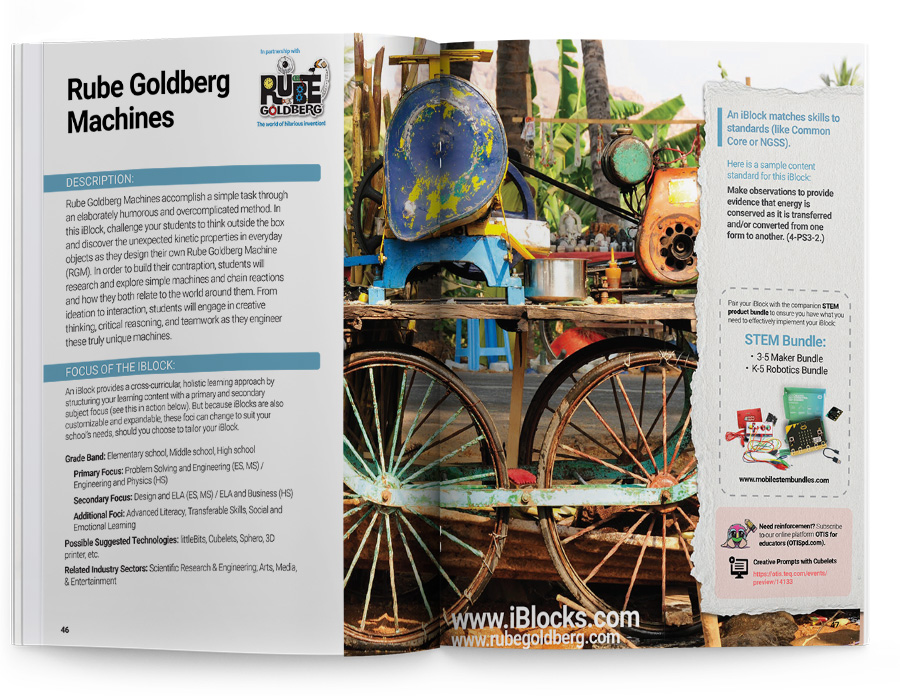 Rube Goldberg
Machines
In partnership with
RUBE
GOLDBERG
The world of hilarious invention!
DESCRIPTION:
Rube Goldberg Machines accomplish a simple task through
an elaborately humorous and overcomplicated method. In
this iBlock, challenge your students to think outside the box
and discover the unexpected kinetic properties in everyday
objects as they design their own Rube Goldberg Machine
(RGM). In order to build their contraption, students will
research and explore simple machines and chain reactions
and how they both relate to the world around them. From
ideation to interaction, students will engage in creative
thinking, critical reasoning, and teamwork as they engineer
these truly unique machines.
FOCUS OF THE IBLOCK:
An iBlock provides a cross-curricular, holistic learning approach by
structuring your learning content with a primary and secondary
subject focus (see this in action below). But because iBlocks are also
customizable and expandable, these foci can change to suit your
school's needs, should you choose to tailor your iBlock.
Grade Band: Elementary school, Middle school, High school
Primary Focus: Problem Solving and Engineering (ES, MS) /
Engineering and Physics (HS)
Secondary Focus: Design and ELA (ES, MS) / ELA and Business (HS)
Additional Foci: Advanced Literacy, Transferable Skills, Social and
Emotional Learning
Possible Suggested Technologies: littleBits, Cubelets, Sphero, 3D
printer, etc.
Related Industry Sectors: Scientific Research & Engineering, Arts, Media,
& Entertainment
46
An iBlock matches skills to
standards (like Common
Core or NGSS).
Here is a sample content
standard for this iBlock:
Make observations to provide
evidence that energy is
conserved as it is transferred
and/or converted from one
form to another. (4-PS3-2.)
Pair your iBlock with the companion STEM
product bundle to ensure you have what you
need to effectively implement your iBlock:
STEM Bundle:
• 3-5 Maker Bundle
• K-5 Robotics Bundle
www.mobilestembundles.com
Need reinforcement? Subscribe
to our online platform OTIS for
educators (OTISpd.com).
Creative Prompts with Cubelets
https://otis.teq.com/events/
preview/14133
www.iBlocks.com
www.rubegoldberg.com
47